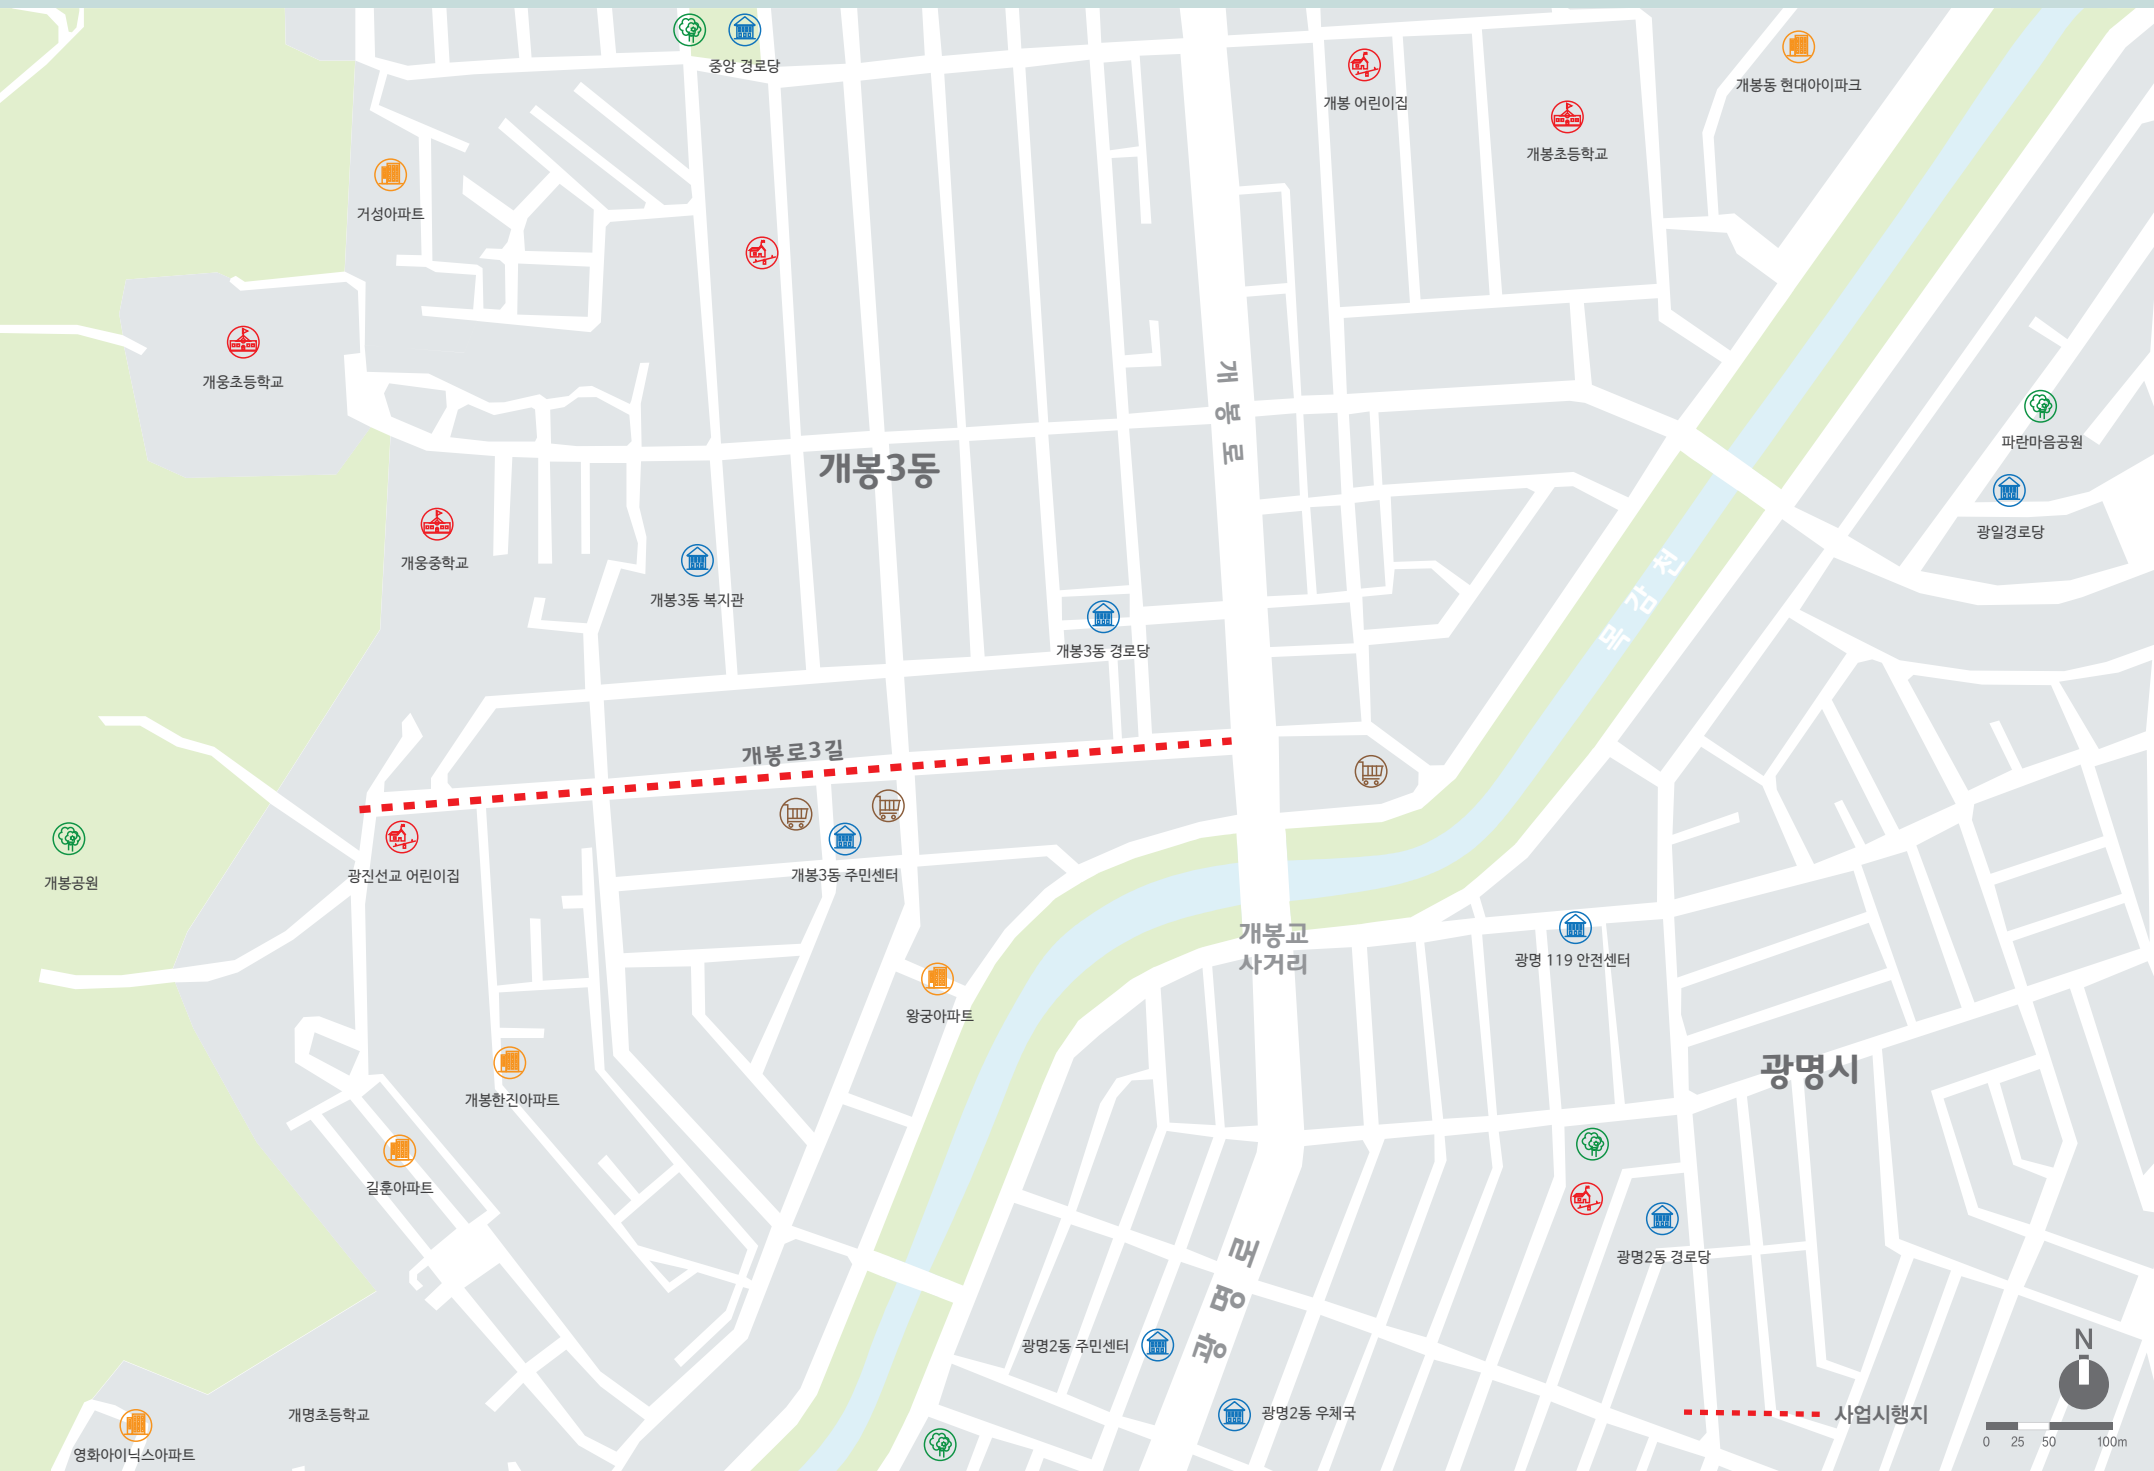 중앙 경로당
개봉 어린이집
개봉동 현대아이파크
개봉초등학교
거성아파트
개웅초등학교
개봉로
파란마음공원
개봉3동
광일경로당
개웅중학교
개봉3동 복지관
목감천
개봉3동 경로당
개봉로3길
광진선교 어린이집
개봉3동 주민센터
개봉공원
개봉교
사거리
광명 119 안전센터
왕궁아파트
광명시
개봉한진아파트
길훈아파트
광명2동 경로당
광명로
광명2동 주민센터
광명2동 우체국
개명초등학교
영화아이닉스아파트
사업시행지
N
0 25 50 100m